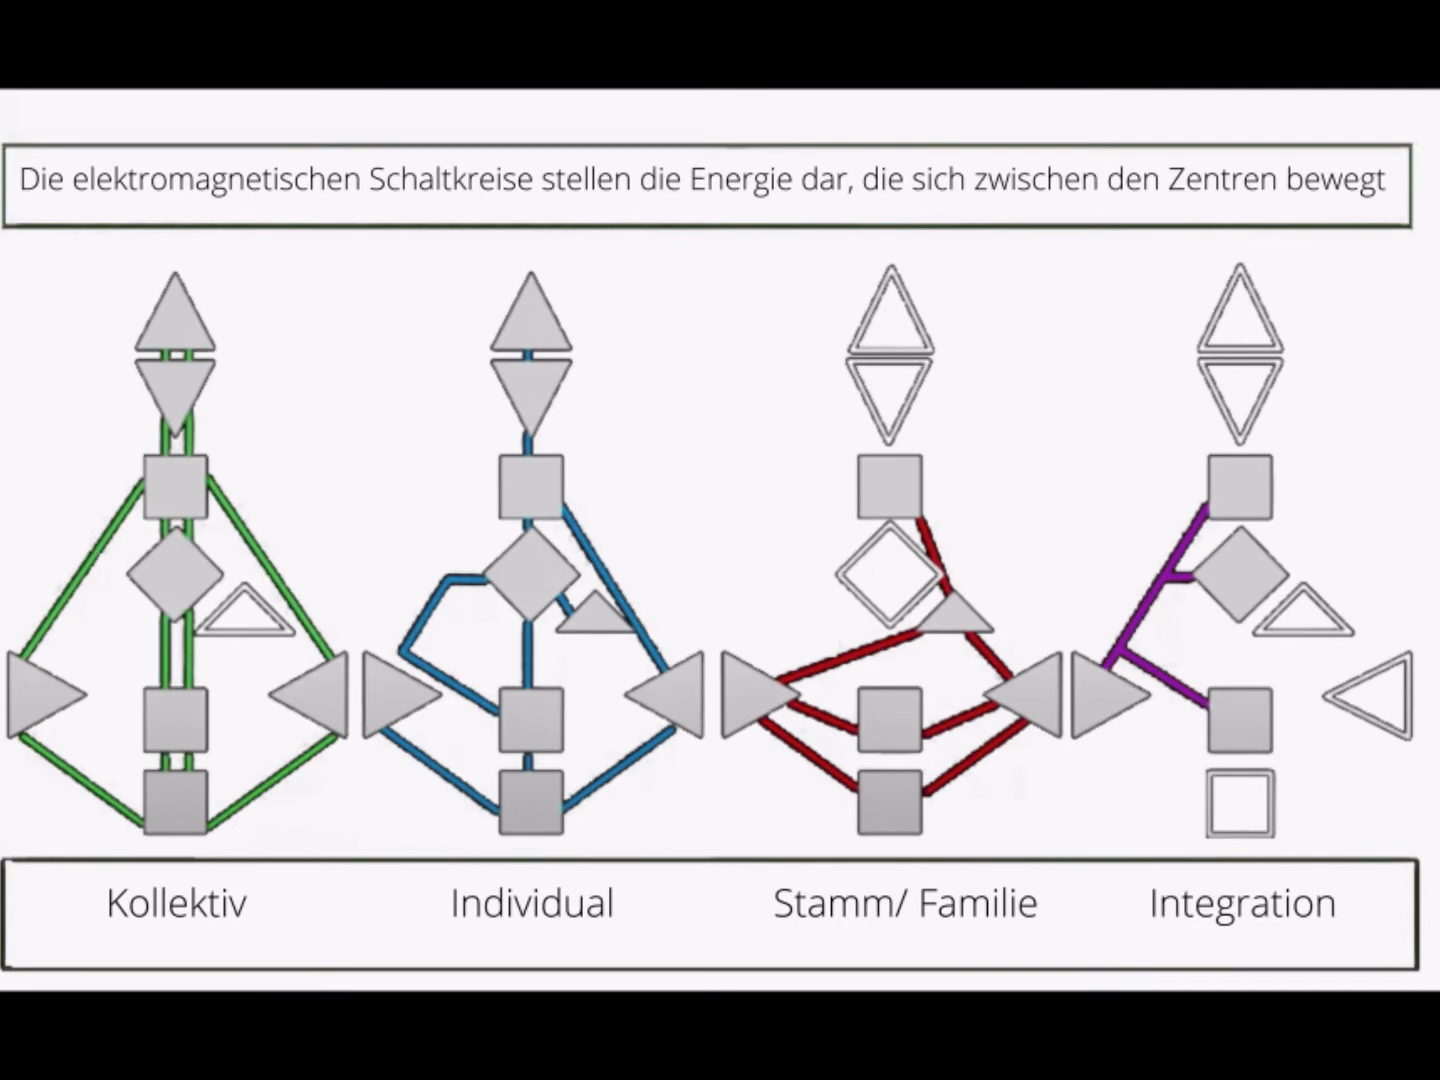 Die elektromagnetischen Schaltkreise stellen die Energie dar, die sich zwischen den Zentren bewegt
Kollektiv Individual Stamm/ Familie Integration